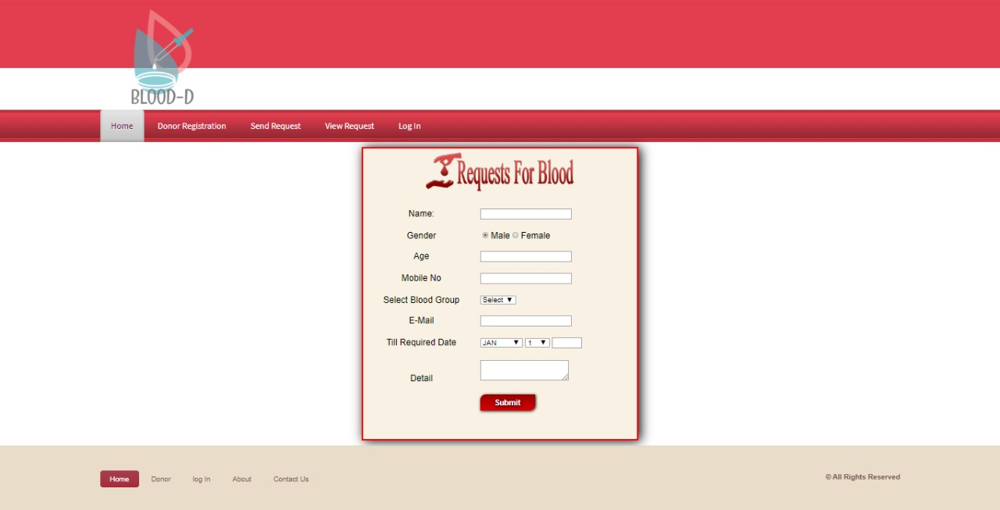 BLOOD-D
Home Donor Registration Send Request View Request Log In
Requests For Blood
Name:
Gender Male Female
Age
Mobile No
Select Blood Group Select
E-Mail
Till Required Date JAN 1
Detail
Submit
Home Donor log In About Contact Us
© All Rights Reserved